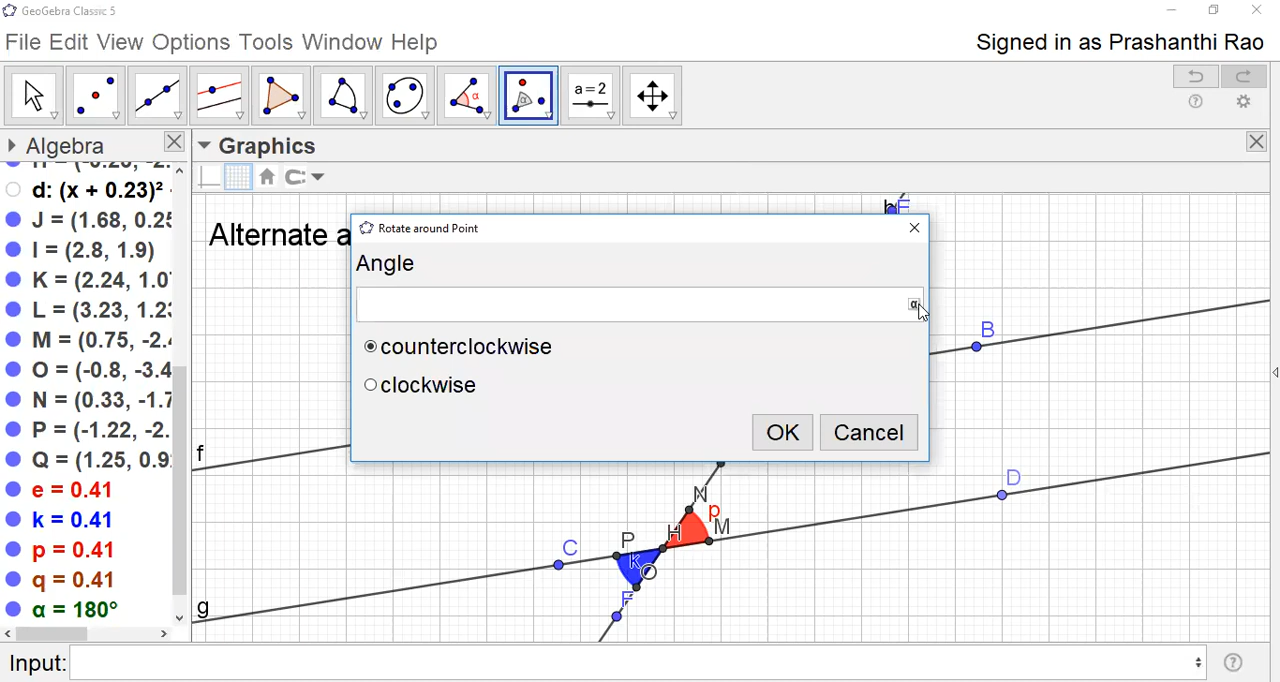 GeoGebra Classic 5
File Edit View Options Tools Window Help
Signed in as Prashanthi Rao
a=2
Algebra
Graphics
d: (x + 0.23)²
J = (1.68, 0.25
I = (2.8, 1.9)
K = (2.24, 1.0
L = (3.23, 1.2
M = (0.75, -2.
O = (-0.8, -3.4
N = (0.33, -1.7
P = (-1.22, -2.
Q = (1.25, 0.9
e = 0.41
k = 0.41
p = 0.41
q = 0.41
α = 180°
Alternate a
E
B
f
D
N
p
H
M
P
k
O
C
F
g
Rotate around Point
Angle
α
counterclockwise
clockwise
OK
Cancel
Input: